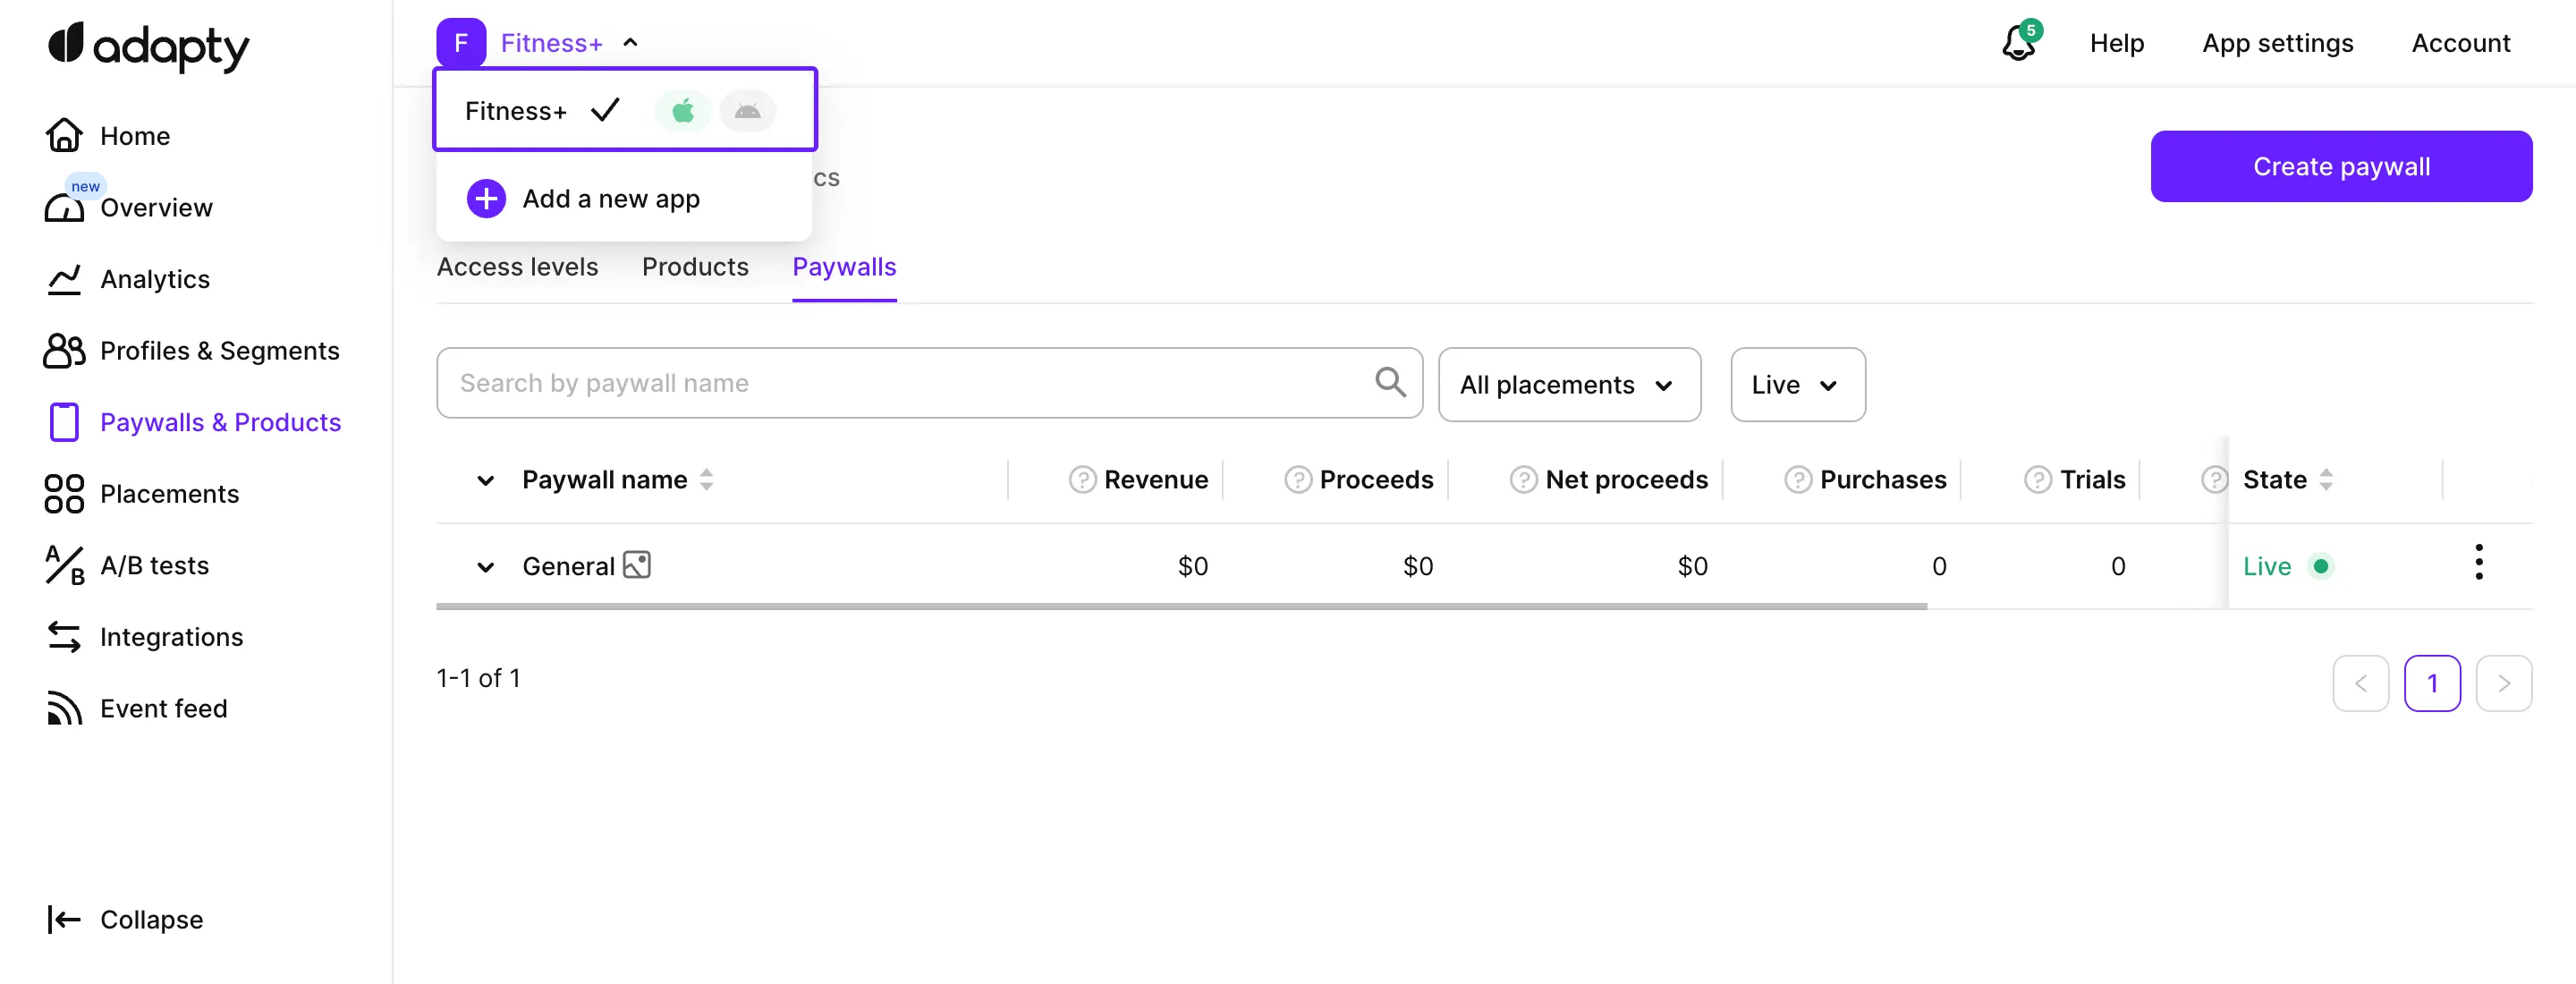 adapty
F Fitness+
5
Help
App settings
Account
Fitness+
Add a new app
cs
Create paywall
Home
new
Overview
Analytics
Profiles & Segments
Paywalls & Products
Placements
A/B tests
Integrations
Event feed
Collapse
Access levels Products Paywalls
Search by paywall name
All placements
Live
Paywall name ? Revenue ? Proceeds ? Net proceeds ? Purchases ? Trials ? State
General $0 $0 $0 0 0 Live
1-1 of 1
< 1 >